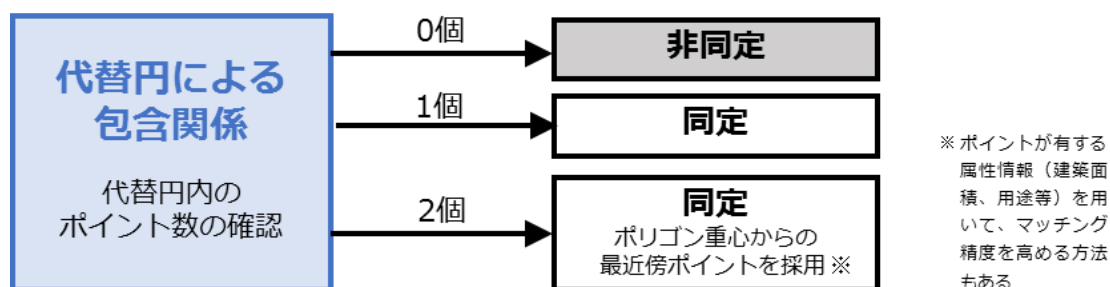 代替円による
包含関係
代替円内の
ポイント数の確認
0個
非同定
1個
同定
2個
同定
ポリゴン重心からの
最近傍ポイントを採用※
※ ポイントが有する
属性情報（建築面
積、用途等）を用
いて、マッチング
精度を高める方法
もある